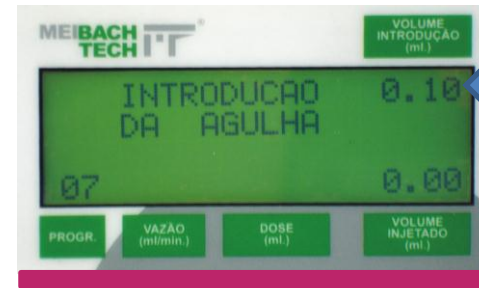 MEIBACH
TECH
VOLUME
INTRODUÇÃO
(ml.)
INTRODUCAO 0.10
DA AGULHA
07 0.00
PROGR.
VAZÀO
(ml/min.)
DOSE
(ml.)
VOLUME
INJETADO
(ml.)